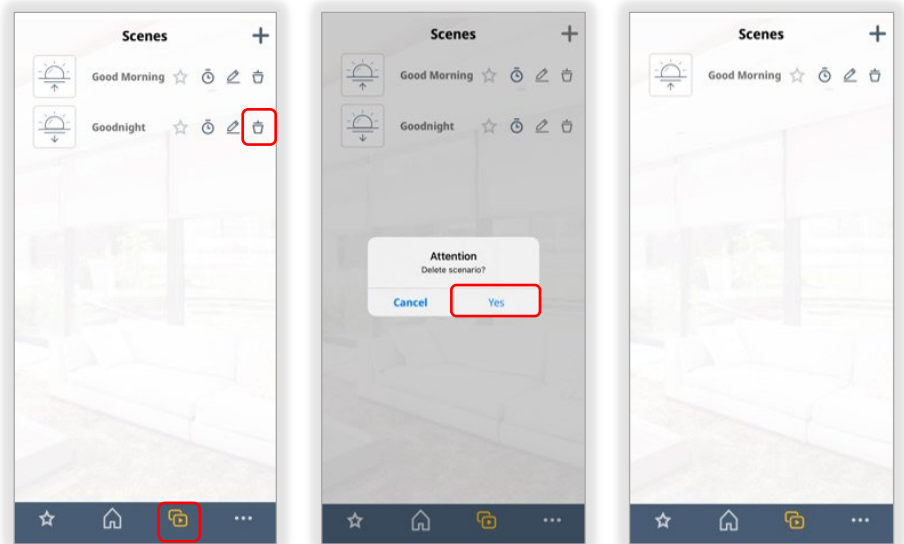 Scenes
Good Morning
Goodnight
Scenes
Good Morning
Goodnight
Attention
Delete scenario?
Cancel Yes
Scenes
Good Morning